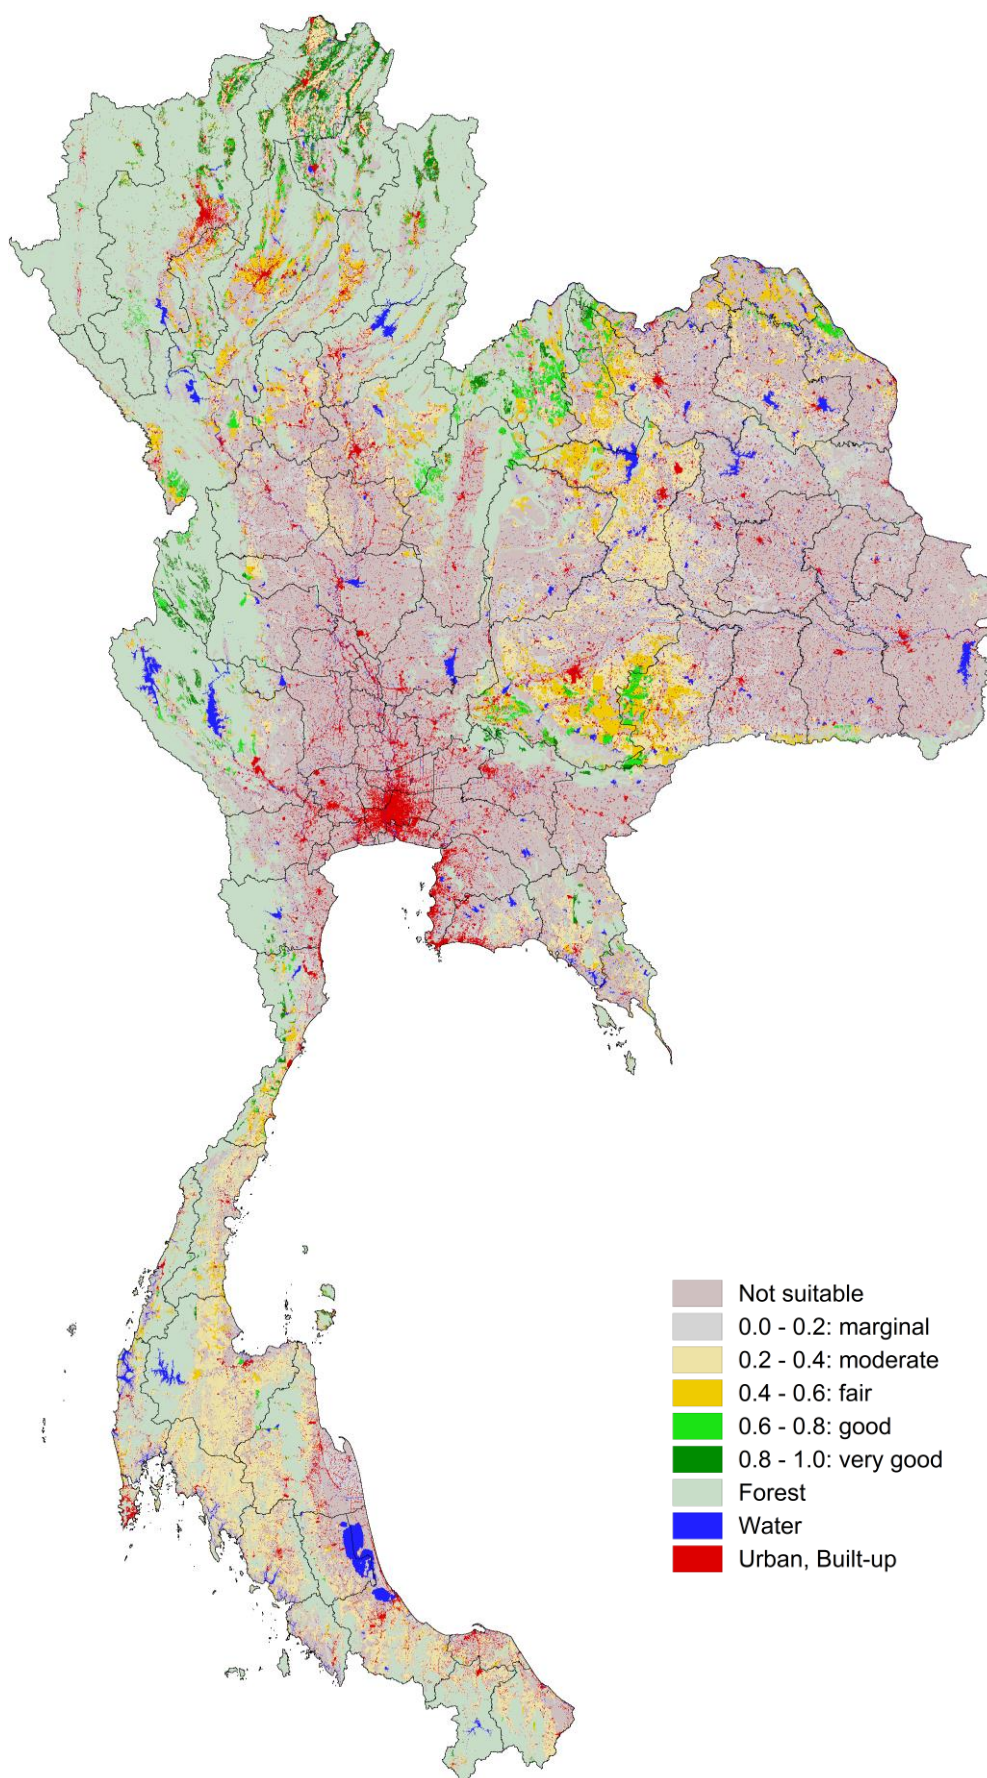 Not suitable
0.0 - 0.2: marginal
0.2 - 0.4: moderate
0.4 - 0.6: fair
0.6 - 0.8: good
0.8 - 1.0: very good
Forest
Water
Urban, Built-up